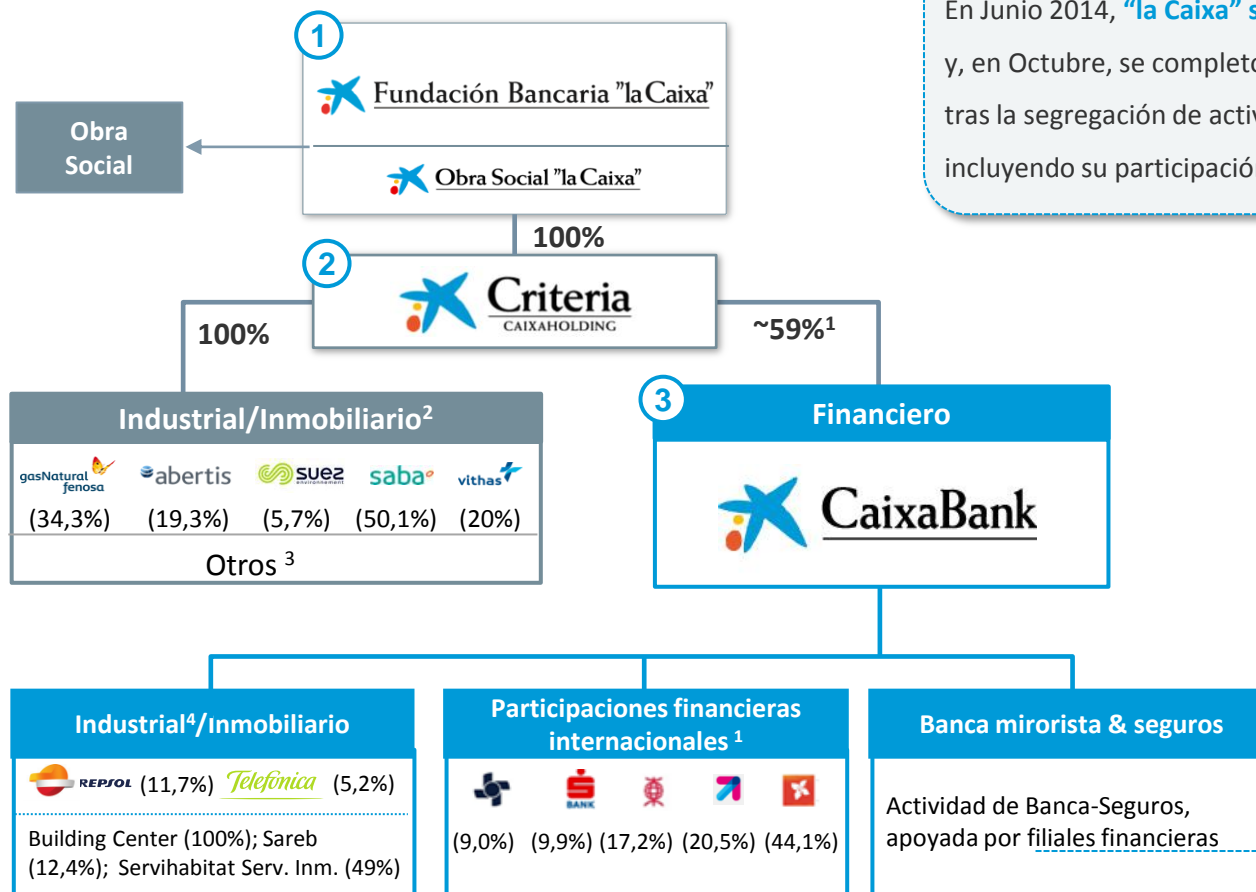 En Junio 2014, “la Caixa” s
y, en Octubre, se completó
tras la segregación de activ
incluyendo su participación
1
Fundación Bancaria "la Caixa"
Obra Social "la Caixa"
Obra
Social
100%
2
Criteria
CAIXAHOLDING
100%
~59%1
Industrial/Inmobiliario2
gasNatural
fenosa
abertis
suez
environnement
saba
vithas
(34,3%) (19,3%) (5,7%) (50,1%) (20%)
Otros 3
3
Financiero
CaixaBank
Industrial4/Inmobiliario
REPSOL (11,7%) Telefónica (5,2%)
Building Center (100%); Sareb
(12,4%); Servihabitat Serv. Inm. (49%)
Participaciones financieras
internacionales 1
BANK
(9,0%) (9,9%) (17,2%) (20,5%) (44,1%)
Banca mirorista & seguros
Actividad de Banca-Seguros,
apoyada por filiales financieras